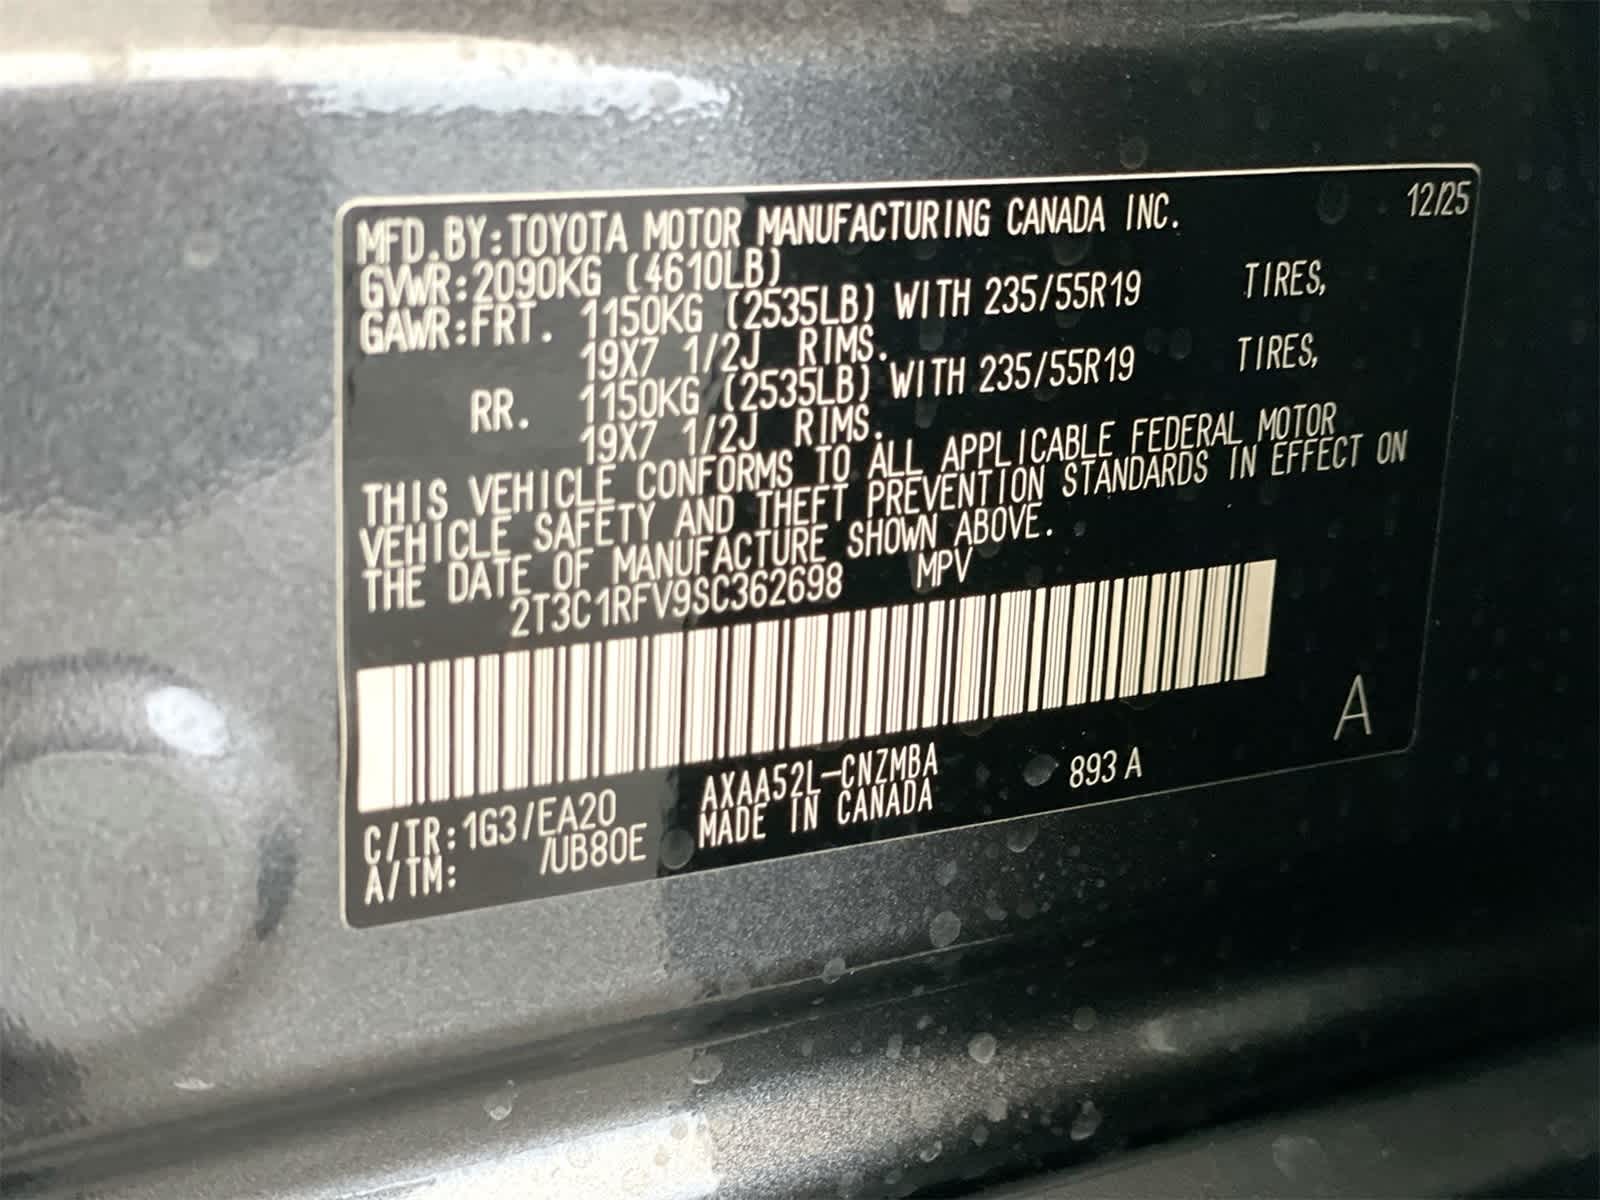 12/25
MFD.BY:TOYOTA MOTOR MANUFACTURING CANADA INC.
GVWR:2090KG (4610LB)
GAWR:FRT. 1150KG (2535LB) WITH 235/55R19 TIRES,
19X7 1/2J RIMS.
RR. 1150KG (2535LB) WITH 235/55R19 TIRES,
19X7 1/2J RIMS.
THIS VEHICLE CONFORMS TO ALL APPLICABLE FEDERAL MOTOR
VEHICLE SAFETY AND THEFT PREVENTION STANDARDS IN EFFECT ON
THE DATE OF MANUFACTURE SHOWN ABOVE.
2T3C1RFV9SC362698 MPV
A
C/TR:1G3/EA20 AXAA52L-CNZMBA 893 A
A/TM: /UB80E MADE IN CANADA